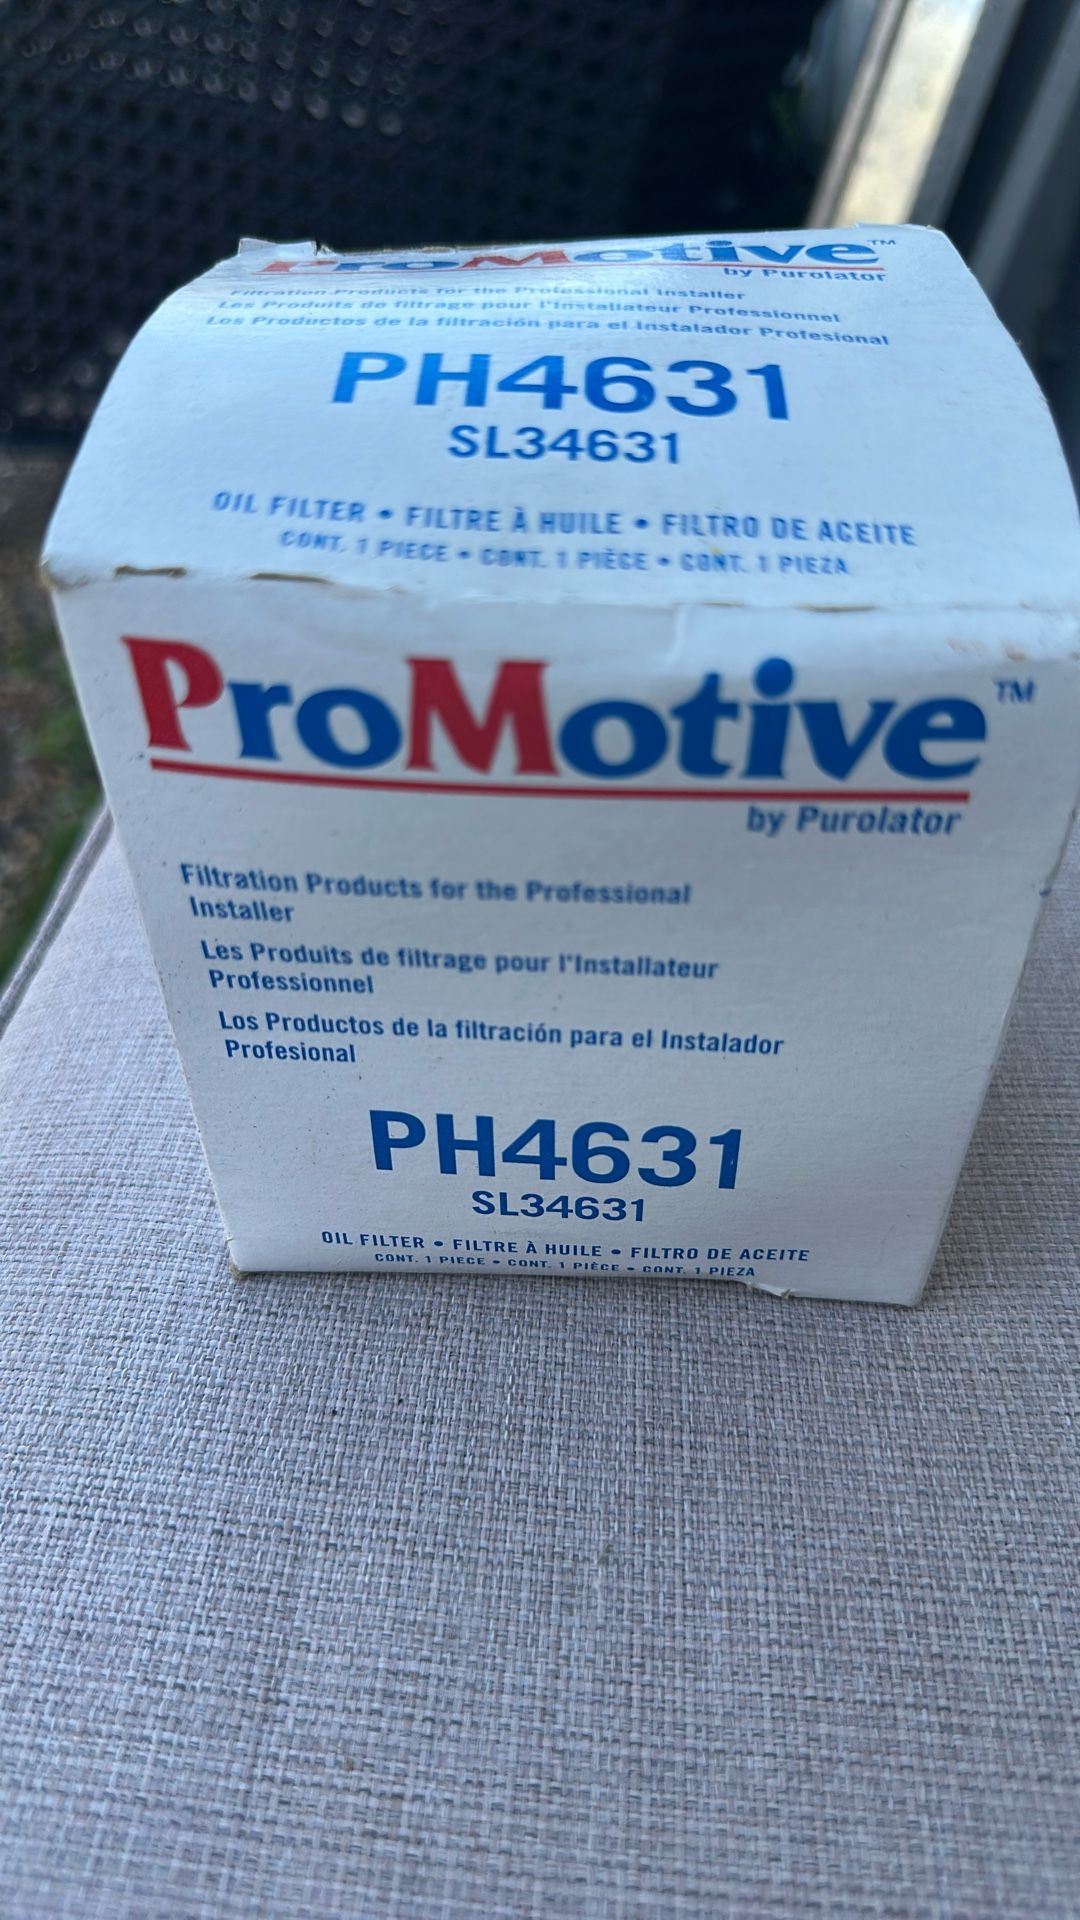 ProMotive™
by Purolator
Filtration Products for the Professional Installer
Les Produits de filtrage pour l'Installateur Professionnel
Los Productos de la filtración para el Instalador Profesional
PH4631
SL34631
OIL FILTER • FILTRE À HUILE • FILTRO DE ACEITE
CONT. 1 PIECE • CONT. 1 PIÈCE • CONT. 1 PIEZA
ProMotive™
by Purolator
Filtration Products for the Professional
Installer
Les Produits de filtrage pour l'Installateur
Professionnel
Los Productos de la filtración para el Instalador
Profesional
PH4631
SL34631
OIL FILTER • FILTRE À HUILE • FILTRO DE ACEITE
CONT. 1 PIECE • CONT. 1 PIÈCE • CONT. 1 PIEZA